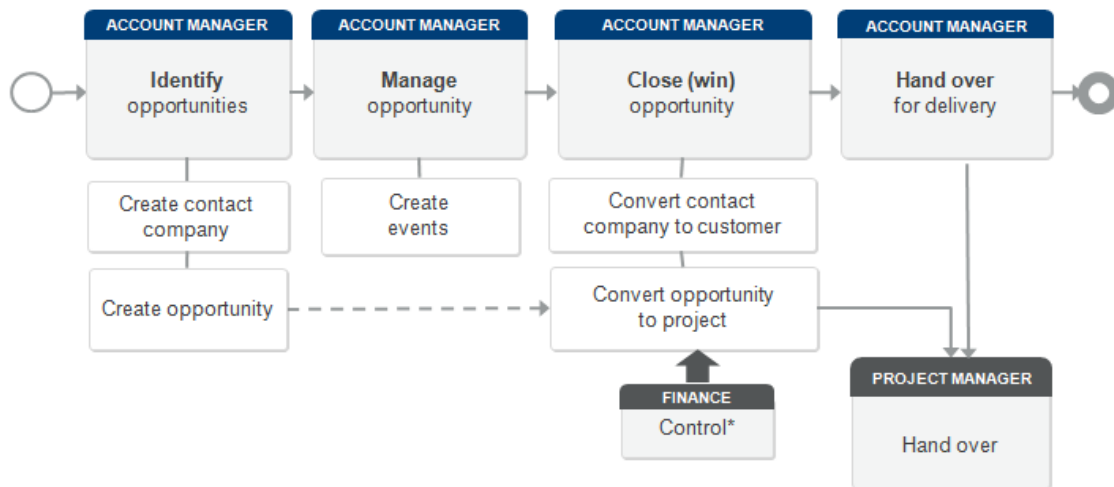 ACCOUNT MANAGER
Identify
opportunities
ACCOUNT MANAGER
Manage
opportunity
ACCOUNT MANAGER
Close (win)
opportunity
ACCOUNT MANAGER
Hand over
for delivery
Create contact
company
Create
events
Convert contact
company to customer
Create opportunity
Convert opportunity
to project
FINANCE
Control*
PROJECT MANAGER
Hand over